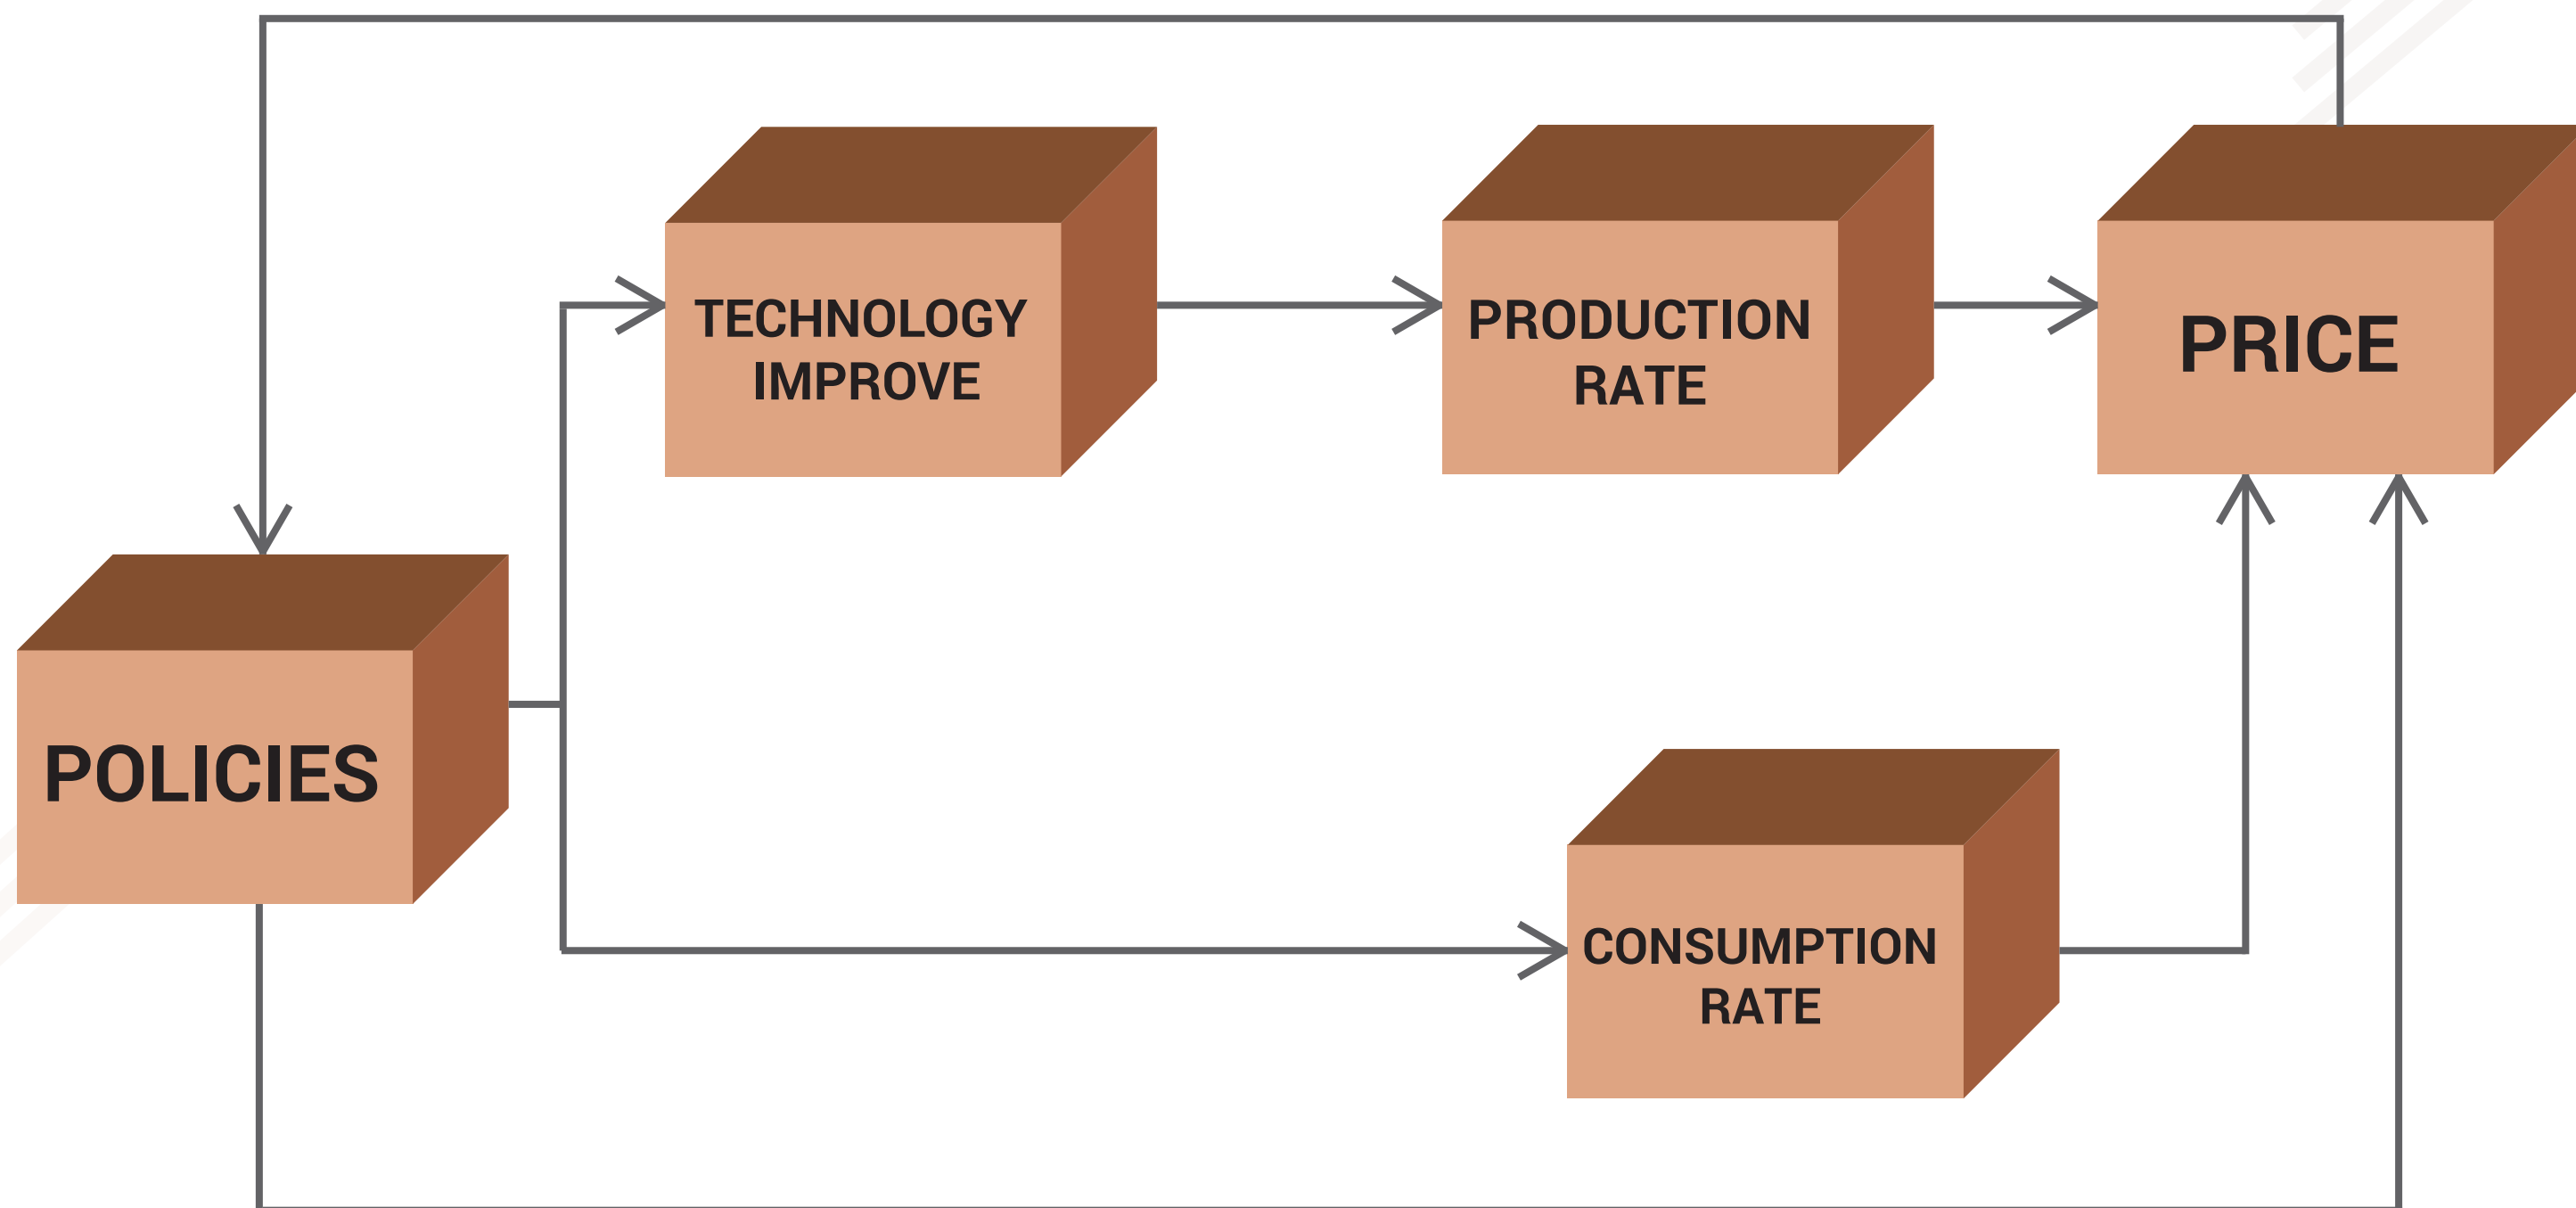 TECHNOLOGY
IMPROVE
PRODUCTION
RATE
PRICE
POLICIES
CONSUMPTION
RATE